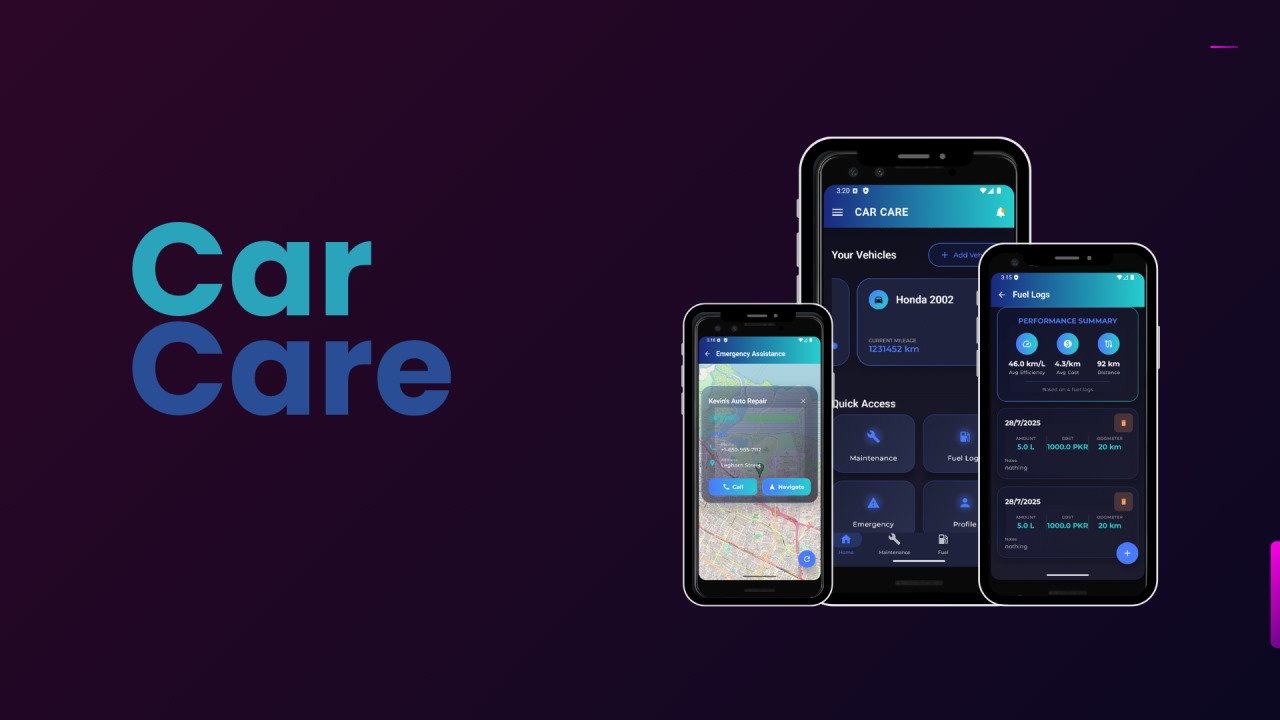 Car
Care
3:20
CAR CARE
Your Vehicles
+ Add Veh
Honda 2002
CURRENT MILEAGE
1231452 km
Quick Access
Maintenance
Fuel Log
Emergency
Profile
Home
Maintenance
Fuel
Emergency Assistance
Kevin's Auto Repair
Call
Navigate
3:15
Fuel Logs
PERFORMANCE SUMMARY
46.0 km/L
4.3/km
92 km
Avg Efficiency
Avg Cost
Distance
28/7/2025
AMOUNT
COST
ODOMETER
5.0 L
1000.0 PKR
20 km
Notes
nothing
28/7/2025
AMOUNT
COST
ODOMETER
5.0 L
1000.0 PKR
20 km
Notes
nothing